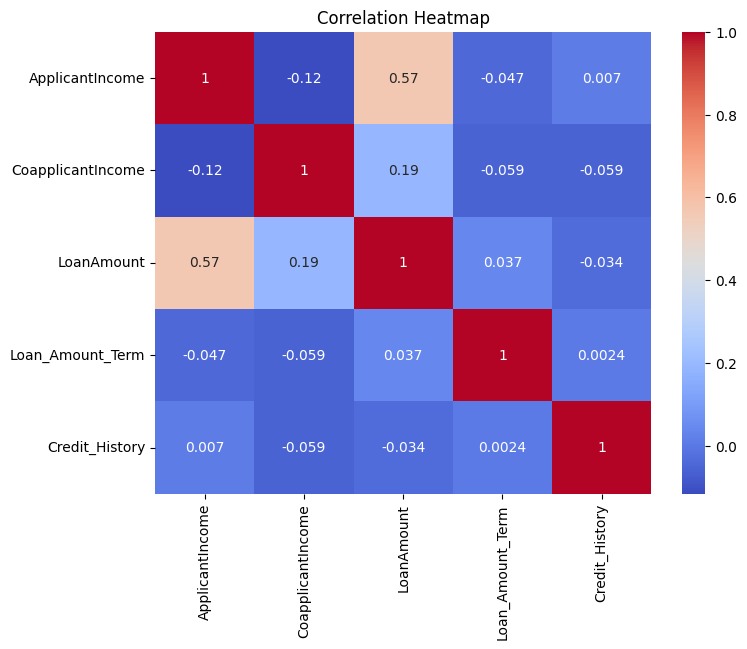 Correlation Heatmap
ApplicantIncome 1 -0.12 0.57 -0.047 0.007
CoapplicantIncome -0.12 1 0.19 -0.059 -0.059
LoanAmount 0.57 0.19 1 0.037 -0.034
Loan_Amount_Term -0.047 -0.059 0.037 1 0.0024
Credit_History 0.007 -0.059 -0.034 0.0024 1
ApplicantIncome
CoapplicantIncome
LoanAmount
Loan_Amount_Term
Credit_History
1.0
0.8
0.6
0.4
0.2
0.0